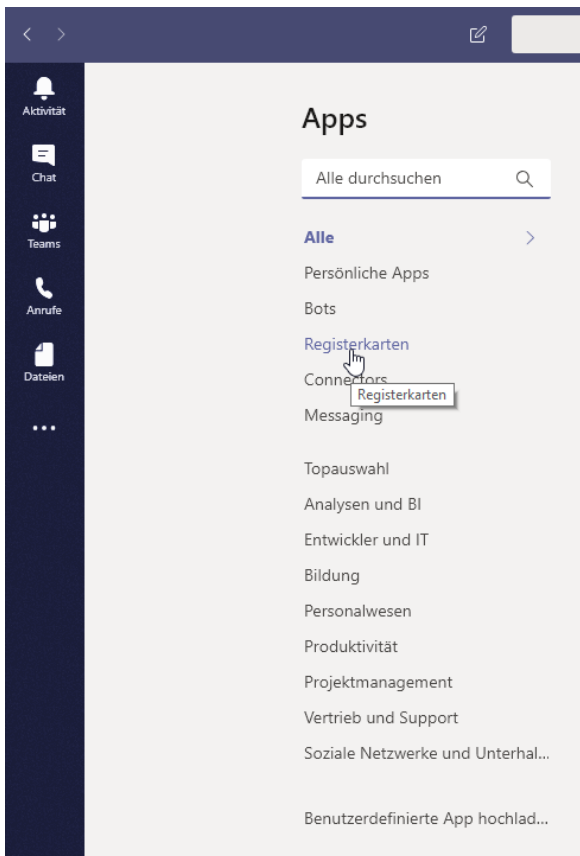 Aktivität
Chat
Teams
Anrufe
Dateien
Apps
Alle durchsuchen
Alle
Persönliche Apps
Bots
Registerkarten
Connectors
Registerkarten
Messaging
Topauswahl
Analysen und BI
Entwickler und IT
Bildung
Personalwesen
Produktivität
Projektmanagement
Vertrieb und Support
Soziale Netzwerke und Unterhal...
Benutzerdefinierte App hochlad...